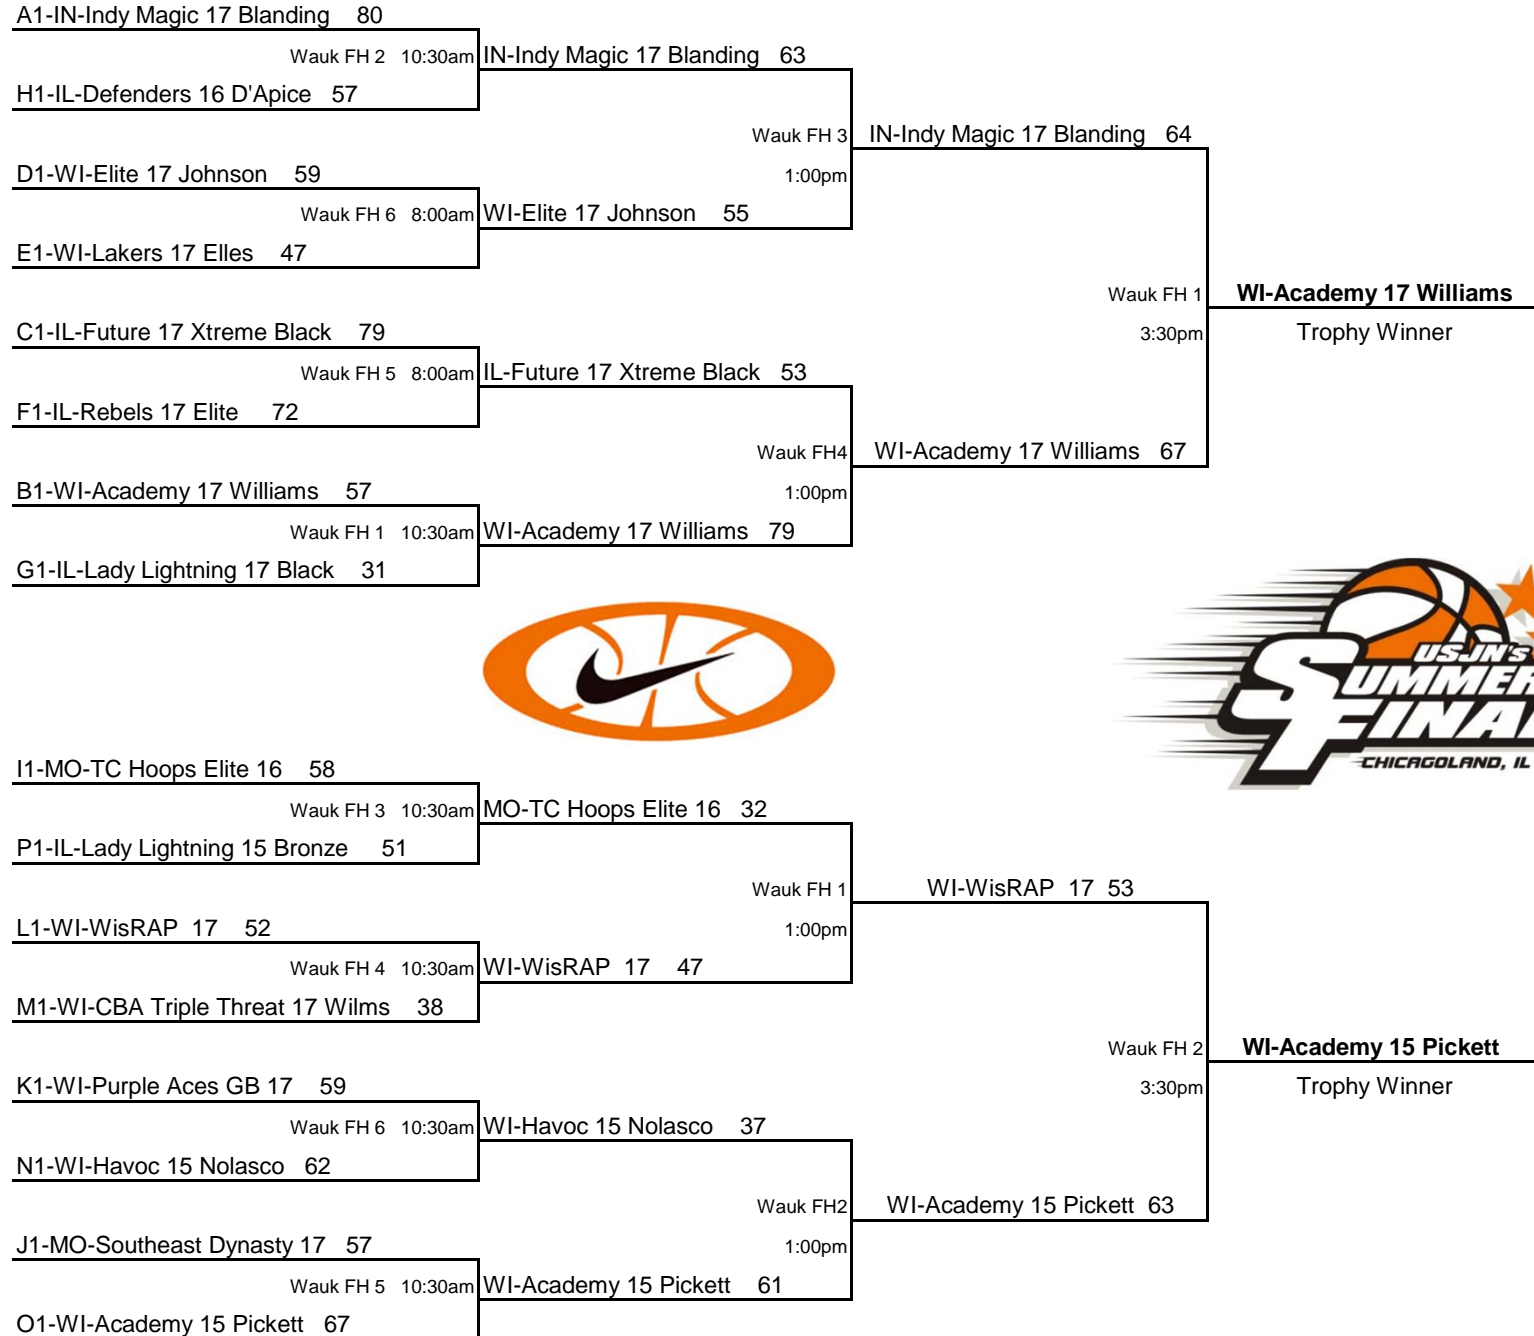 A1-IN-Indy Magic 17 Blanding 80
Wauk FH 2 10:30am IN-Indy Magic 17 Blanding 63
H1-IL-Defenders 16 D'Apice 57
Wauk FH 3 IN-Indy Magic 17 Blanding 64
D1-WI-Elite 17 Johnson 59
1:00pm
Wauk FH 6 8:00am WI-Elite 17 Johnson 55
E1-WI-Lakers 17 Elles 47
Wauk FH 1 WI-Academy 17 Williams
C1-IL-Future 17 Xtreme Black 79
3:30pm Trophy Winner
Wauk FH 5 8:00am IL-Future 17 Xtreme Black 53
F1-IL-Rebels 17 Elite 72
Wauk FH4 WI-Academy 17 Williams 67
B1-WI-Academy 17 Williams 57
1:00pm
Wauk FH 1 10:30am WI-Academy 17 Williams 79
G1-IL-Lady Lightning 17 Black 31
USJN'S
SUMMER
FINA
CHICAGOLAND, IL
I1-MO-TC Hoops Elite 16 58
Wauk FH 3 10:30am MO-TC Hoops Elite 16 32
P1-IL-Lady Lightning 15 Bronze 51
Wauk FH 1 WI-WisRAP 17 53
L1-WI-WisRAP 17 52
1:00pm
Wauk FH 4 10:30am WI-WisRAP 17 47
M1-WI-CBA Triple Threat 17 Wilms 38
Wauk FH 2 WI-Academy 15 Pickett
K1-WI-Purple Aces GB 17 59
3:30pm Trophy Winner
Wauk FH 6 10:30am WI-Havoc 15 Nolasco 37
N1-WI-Havoc 15 Nolasco 62
Wauk FH2 WI-Academy 15 Pickett 63
J1-MO-Southeast Dynasty 17 57
1:00pm
Wauk FH 5 10:30am WI-Academy 15 Pickett 61
O1-WI-Academy 15 Pickett 67